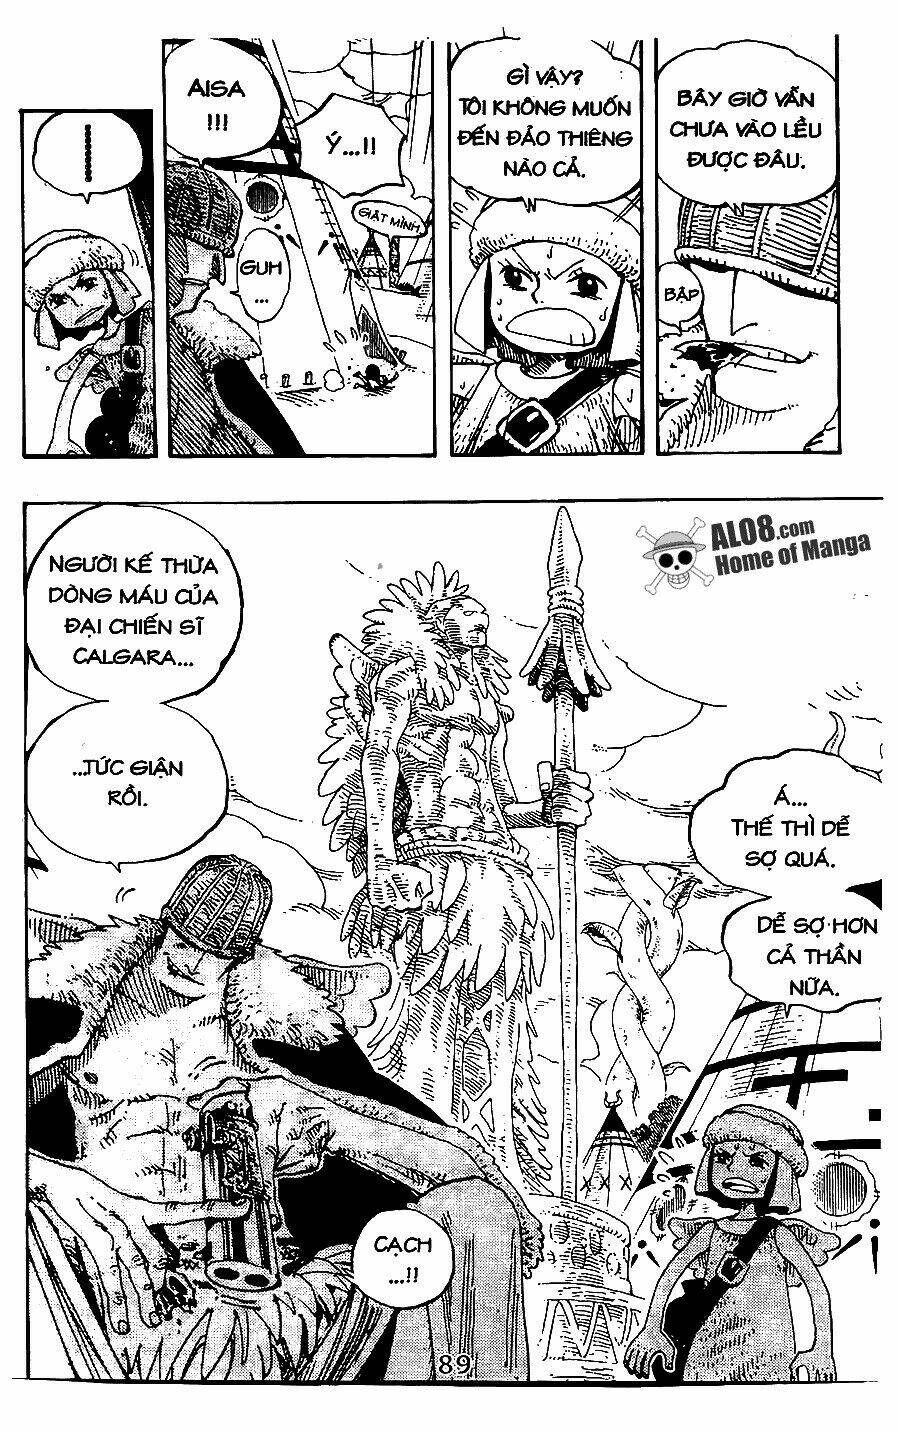 BÂY GIỜ VẪN
CHƯA VÀO LỀU
ĐƯỢC ĐÂU.
BẬP
GÌ VẬY?
TÔI KHÔNG MUỐN
ĐẾN ĐẢO THIÊNG
NÀO CẢ.
AISA
!!!
Ý...!!
GIẬT MÌNH
GUH
...
ALO8.com
Home of Manga
NGƯỜI KẾ THỪA
DÒNG MÁU CỦA
ĐẠI CHIẾN SĨ
CALGARA...
...TỨC GIẬN
RỒI.
Á...
THẾ THÌ DỄ
SỢ QUÁ.
DỄ SỢ HƠN
CẢ THẦN
NỮA.
CẠCH
...!!
89